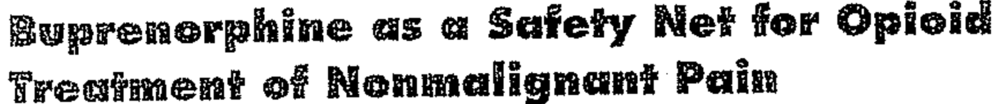 Buprenorphine as a Safety Net for Opioid
Treatment of Nonmalignant Pain